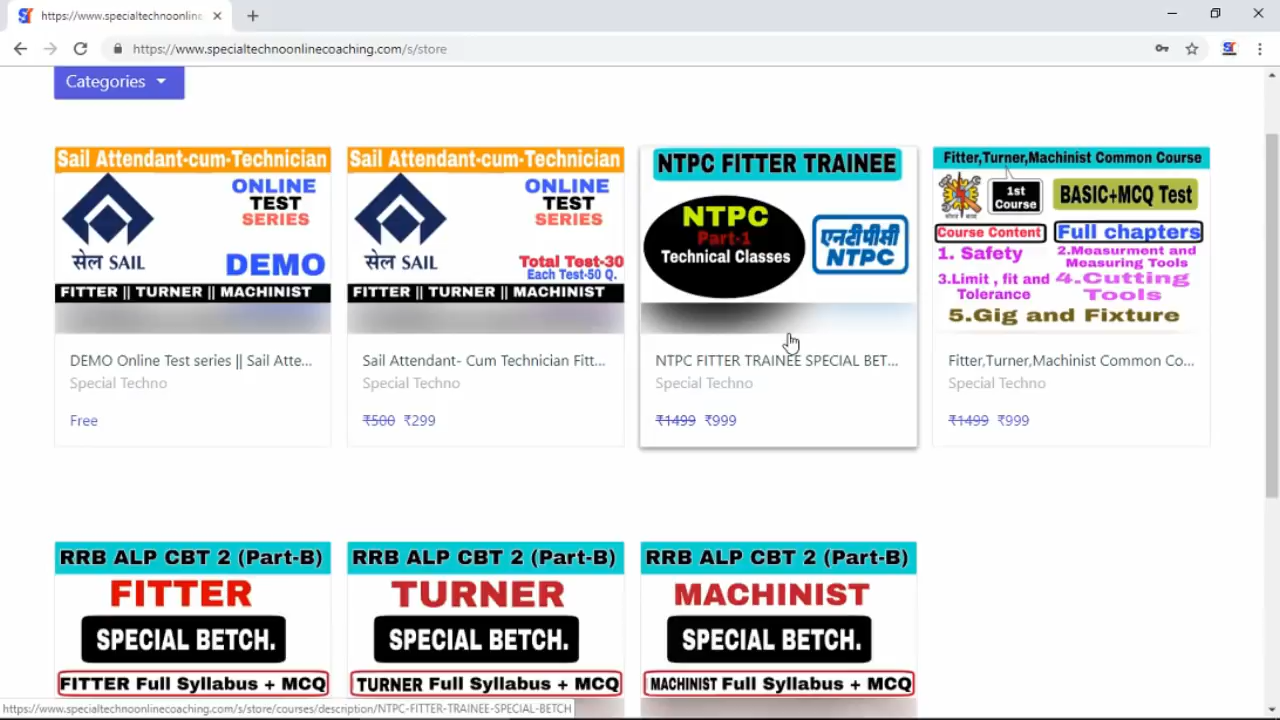 https://www.specialtechnoonline
https://www.specialtechnoonlinecoaching.com/s/store
Categories
Sail Attendant-cum-Technician
ONLINE
TEST
SERIES
सेल SAIL
DEMO
FITTER || TURNER || MACHINIST
DEMO Online Test series || Sail Atte...
Special Techno
Free
Sail Attendant-cum-Technician
ONLINE
TEST
SERIES
सेल SAIL
Total Test-30
Each Test-50 Q.
FITTER || TURNER || MACHINIST
Sail Attendant- Cum Technician Fitt...
Special Techno
₹500 ₹299
NTPC FITTER TRAINEE
NTPC
Part-1
Technical Classes
एनटीपीसी
NTPC
NTPC FITTER TRAINEE SPECIAL BET...
Special Techno
₹1499 ₹999
Fitter,Turner,Machinist Common Course
1st
Course
BASIC+MCQ Test
Course Content
Full chapters
1. Safety
2.Measurment and
Measuring Tools
3.Limit , fit and
Tolerance
4.Cutting
Tools
5.Gig and Fixture
Fitter,Turner,Machinist Common Co...
Special Techno
₹1499 ₹999
RRB ALP CBT 2 (Part-B)
FITTER
SPECIAL BETCH.
FITTER Full Syllabus + MCQ
RRB ALP CBT 2 (Part-B)
TURNER
SPECIAL BETCH.
TURNER Full Syllabus + MCQ
RRB ALP CBT 2 (Part-B)
MACHINIST
SPECIAL BETCH.
MACHINIST Full Syllabus + MCQ
https://www.specialtechnoonlinecoaching.com/s/store/courses/description/NTPC-FITTER-TRAINEE-SPECIAL-BETCH